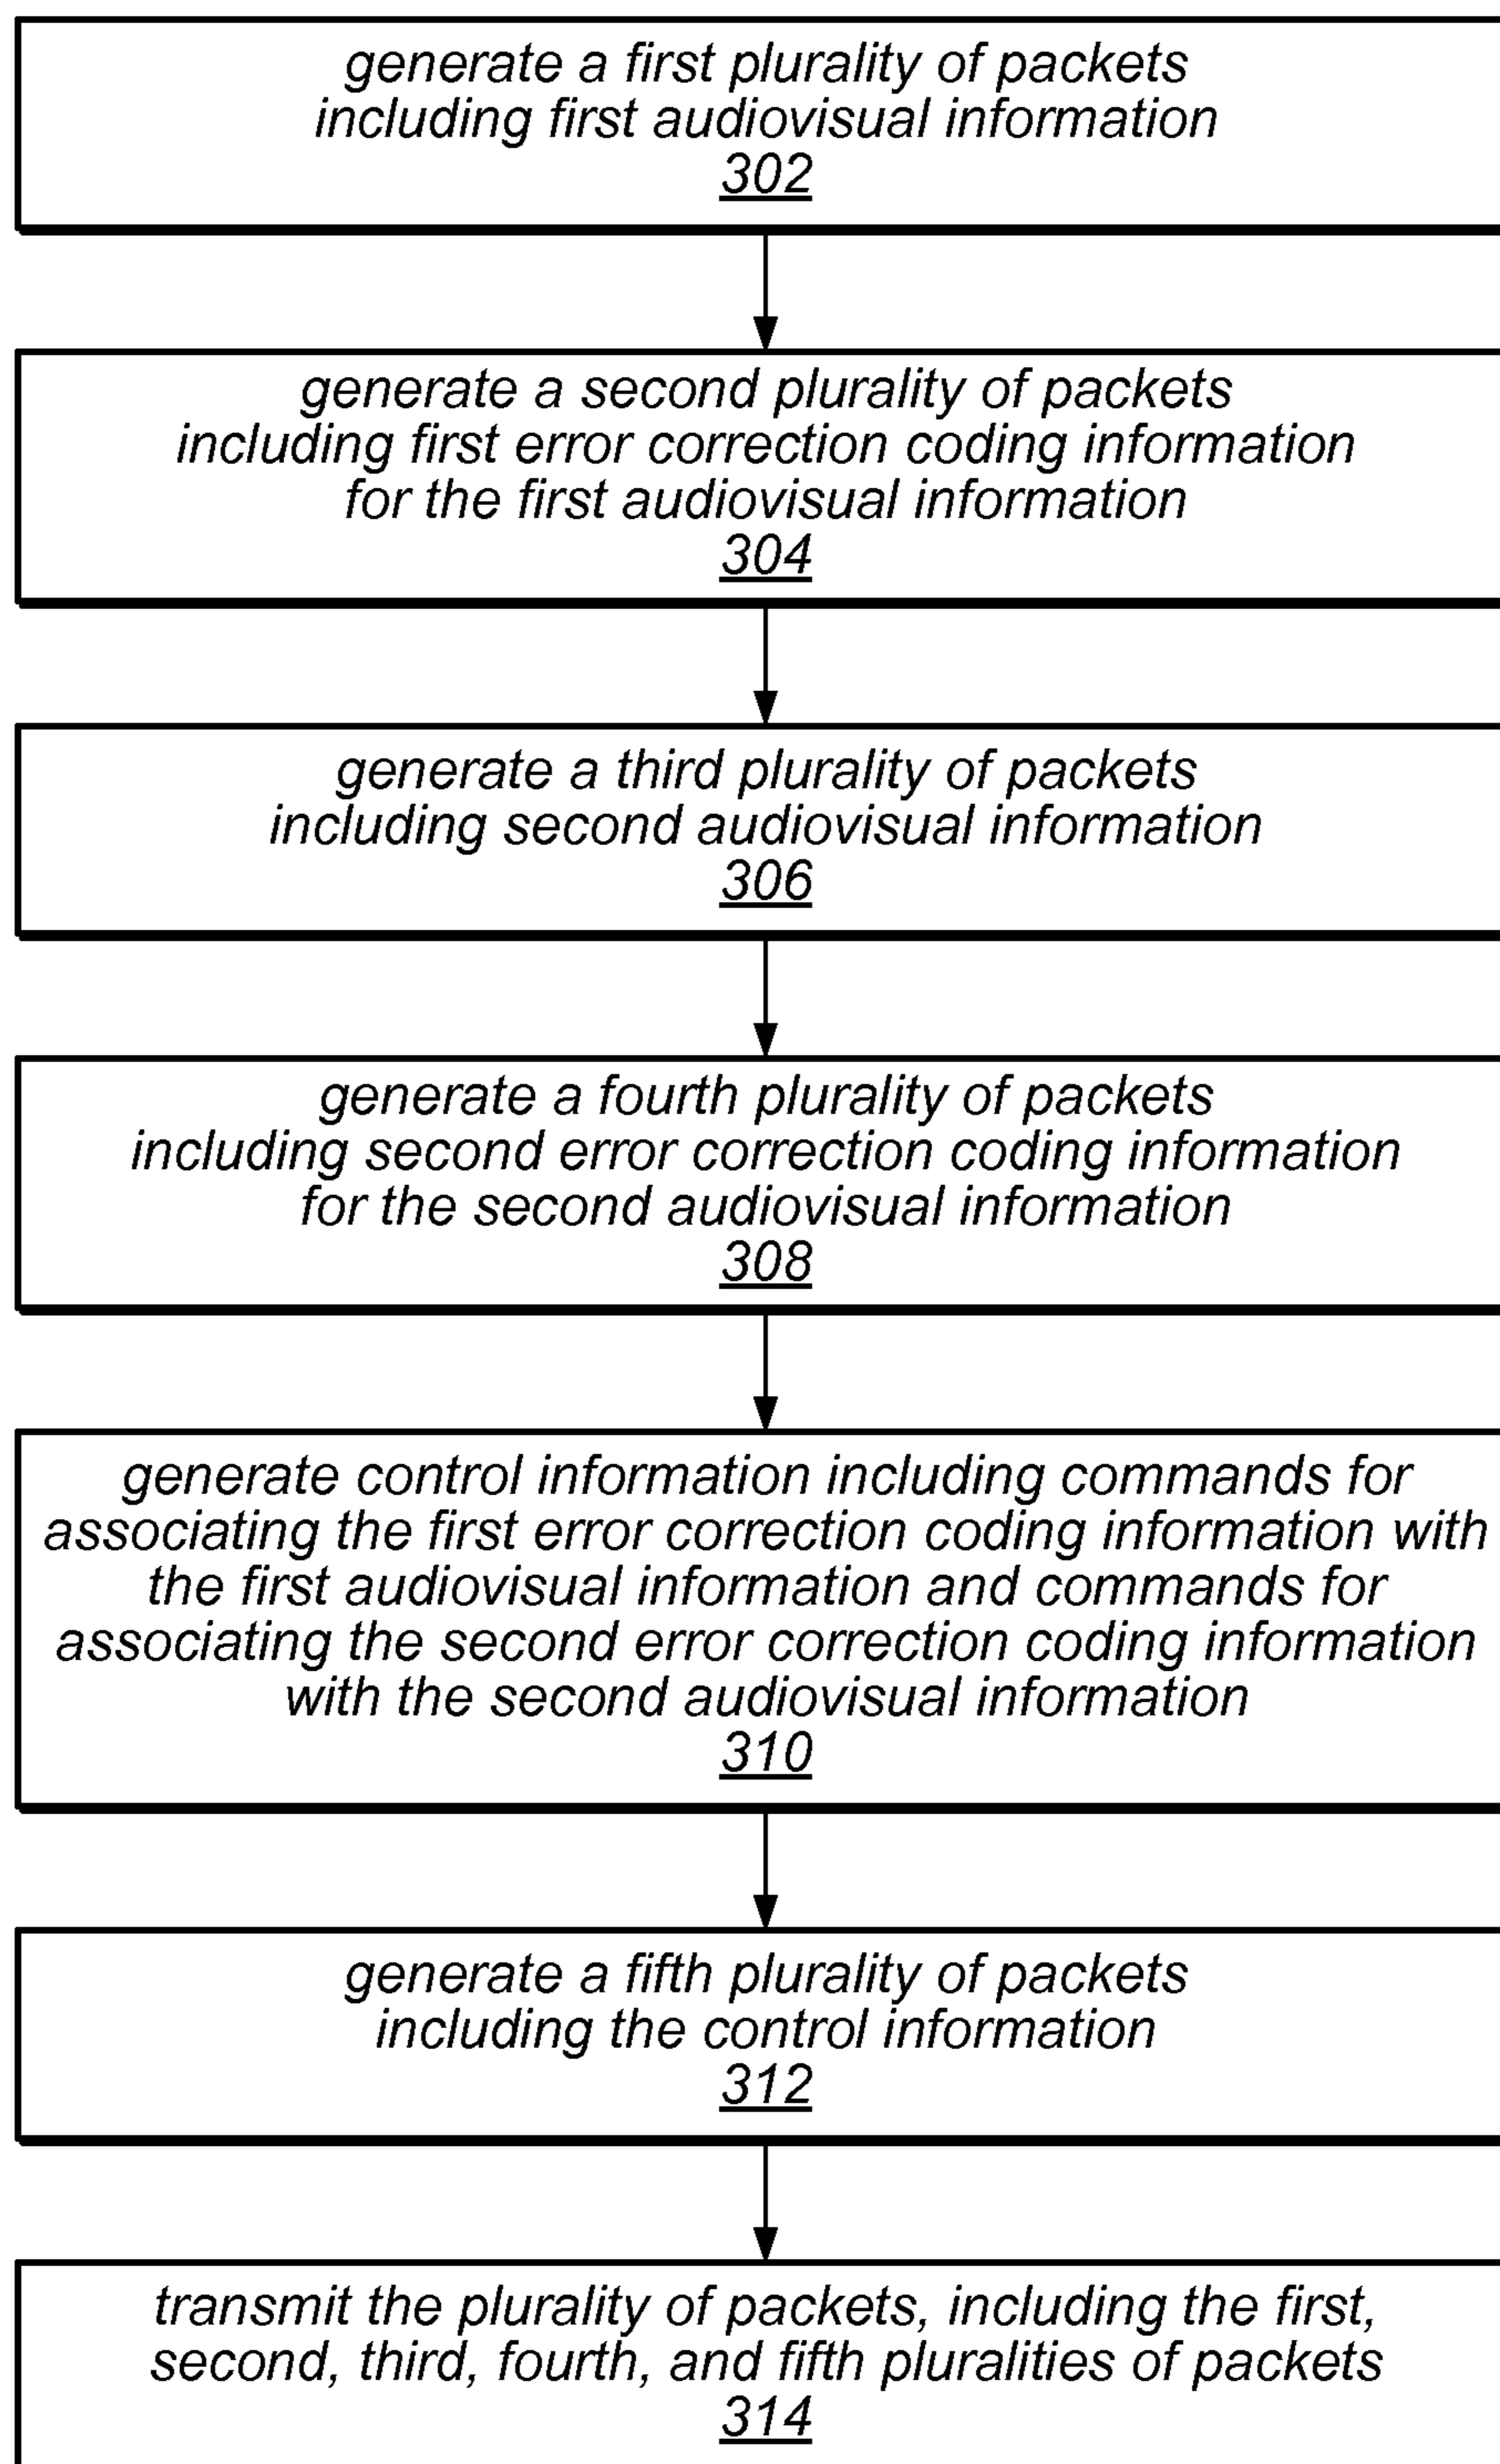 generate a first plurality of packets
including first audiovisual information
302
generate a second plurality of packets
including first error correction coding information
for the first audiovisual information
304
generate a third plurality of packets
including second audiovisual information
306
generate a fourth plurality of packets
including second error correction coding information
for the second audiovisual information
308
generate control information including commands for
associating the first error correction coding information with
the first audiovisual information and commands for
associating the second error correction coding information
with the second audiovisual information
310
generate a fifth plurality of packets
including the control information
312
transmit the plurality of packets, including the first,
second, third, fourth, and fifth pluralities of packets
314